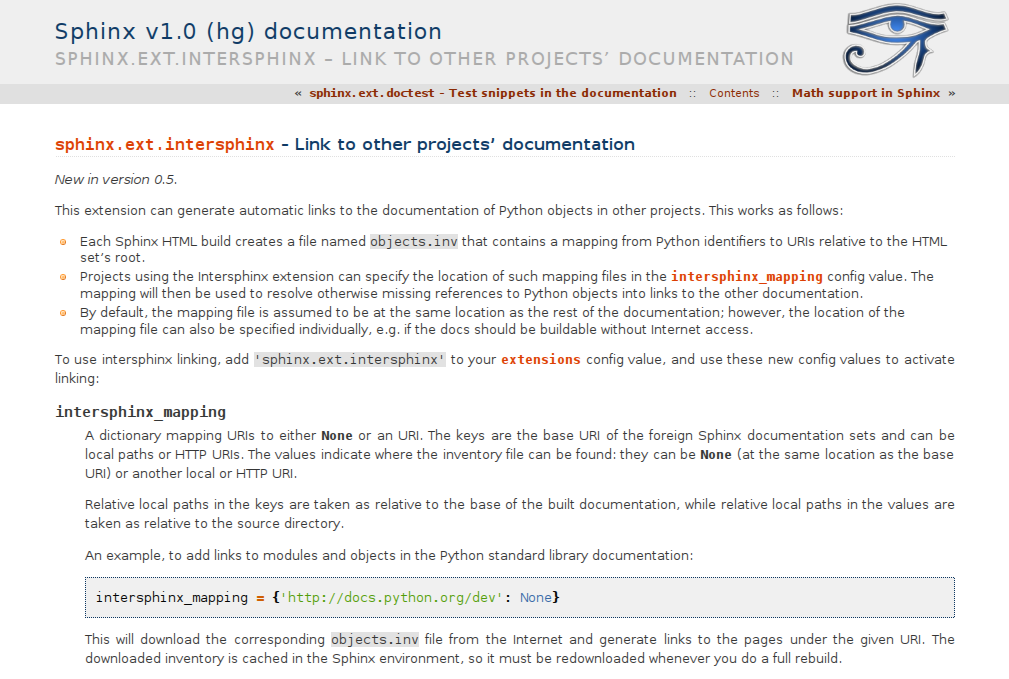 Sphinx v1.0 (hg) documentation
SPHINX.EXT.INTERSPHINX – LINK TO OTHER PROJECTS’ DOCUMENTATION
« sphinx.ext.doctest – Test snippets in the documentation :: Contents :: Math support in Sphinx »
sphinx.ext.intersphinx – Link to other projects’ documentation
New in version 0.5.
This extension can generate automatic links to the documentation of Python objects in other projects. This works as follows:
Each Sphinx HTML build creates a file named objects.inv that contains a mapping from Python identifiers to URIs relative to the HTML
set’s root.
Projects using the Intersphinx extension can specify the location of such mapping files in the intersphinx_mapping config value. The
mapping will then be used to resolve otherwise missing references to Python objects into links to the other documentation.
By default, the mapping file is assumed to be at the same location as the rest of the documentation; however, the location of the
mapping file can also be specified individually, e.g. if the docs should be buildable without Internet access.
To use intersphinx linking, add 'sphinx.ext.intersphinx' to your extensions config value, and use these new config values to activate
linking:
intersphinx_mapping
A dictionary mapping URIs to either None or an URI. The keys are the base URI of the foreign Sphinx documentation sets and can be
local paths or HTTP URIs. The values indicate where the inventory file can be found: they can be None (at the same location as the base
URI) or another local or HTTP URI.
Relative local paths in the keys are taken as relative to the base of the built documentation, while relative local paths in the values are
taken as relative to the source directory.
An example, to add links to modules and objects in the Python standard library documentation:
intersphinx_mapping = {'http://docs.python.org/dev': None}
This will download the corresponding objects.inv file from the Internet and generate links to the pages under the given URI. The
downloaded inventory is cached in the Sphinx environment, so it must be redownloaded whenever you do a full rebuild.